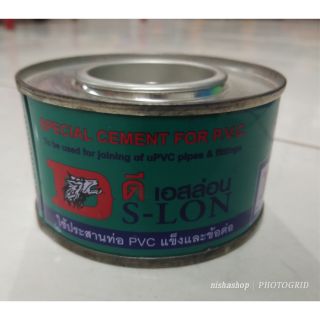 SPECIAL CEMENT FOR P.V.C.
To be used for joining of uPVC pipes & fittings
ดี เอสล่อน
S-LON
ใช้ประสานท่อ PVC แข็งและข้อต่อ
nishashop | PHOTOGRID